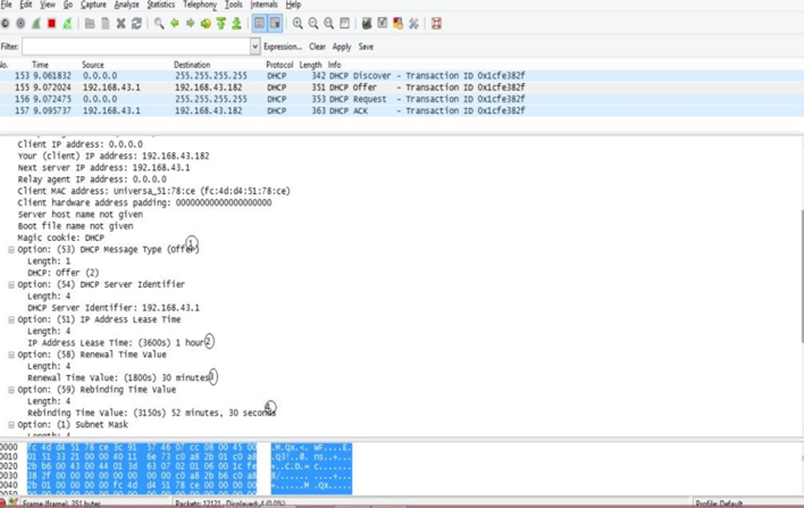 File Edit View Go Capture Analyze Statistics Telephony Tools Internals Help
Filter: Expression... Clear Apply Save
No. Time Source Destination Protocol Length Info
153 9.061832 0.0.0.0 255.255.255.255 DHCP 342 DHCP Discover - Transaction ID 0x1cfe382f
155 9.072024 192.168.43.1 192.168.43.182 DHCP 351 DHCP Offer - Transaction ID 0x1cfe382f
156 9.072475 0.0.0.0 255.255.255.255 DHCP 353 DHCP Request - Transaction ID 0x1cfe382f
157 9.095737 192.168.43.1 192.168.43.182 DHCP 363 DHCP ACK - Transaction ID 0x1cfe382f
Client IP address: 0.0.0.0
Your (client) IP address: 192.168.43.182
Next server IP address: 192.168.43.1
Relay agent IP address: 0.0.0.0
Client MAC address: Universa_51:78:ce (fc:4d:d4:51:78:ce)
Client hardware address padding: 00000000000000000000
Server host name not given
Boot file name not given
Magic cookie: DHCP
Option: (53) DHCP Message Type (Offer) 1
Length: 1
DHCP: Offer (2)
Option: (54) DHCP Server Identifier
Length: 4
DHCP Server Identifier: 192.168.43.1
Option: (51) IP Address Lease Time
Length: 4
IP Address Lease Time: (3600s) 1 hour 2
Option: (58) Renewal Time Value
Length: 4
Renewal Time Value: (1800s) 30 minutes 3
Option: (59) Rebinding Time Value
Length: 4
Rebinding Time Value: (3150s) 52 minutes, 30 seconds 4
Option: (1) Subnet Mask
Length: 4
0000 fc 4d d4 51 78 ce 3c 91 57 46 07 cc 08 00 45 00
0010 01 51 33 21 00 00 40 11 6e 73 c0 a8 2b 01 c0 a8
0020 2b b6 00 43 00 44 01 3d 63 07 02 01 06 00 1c fe
0030 38 2f 00 00 00 00 00 00 00 00 c0 a8 2b b6 c0 a8
0040 2b 01 00 00 00 00 fc 4d d4 51 78 ce 00 00 00 00
Frame (frame), 351 bytes Packets: 12121 Displayed: 4 (0.0%) Profile: Default